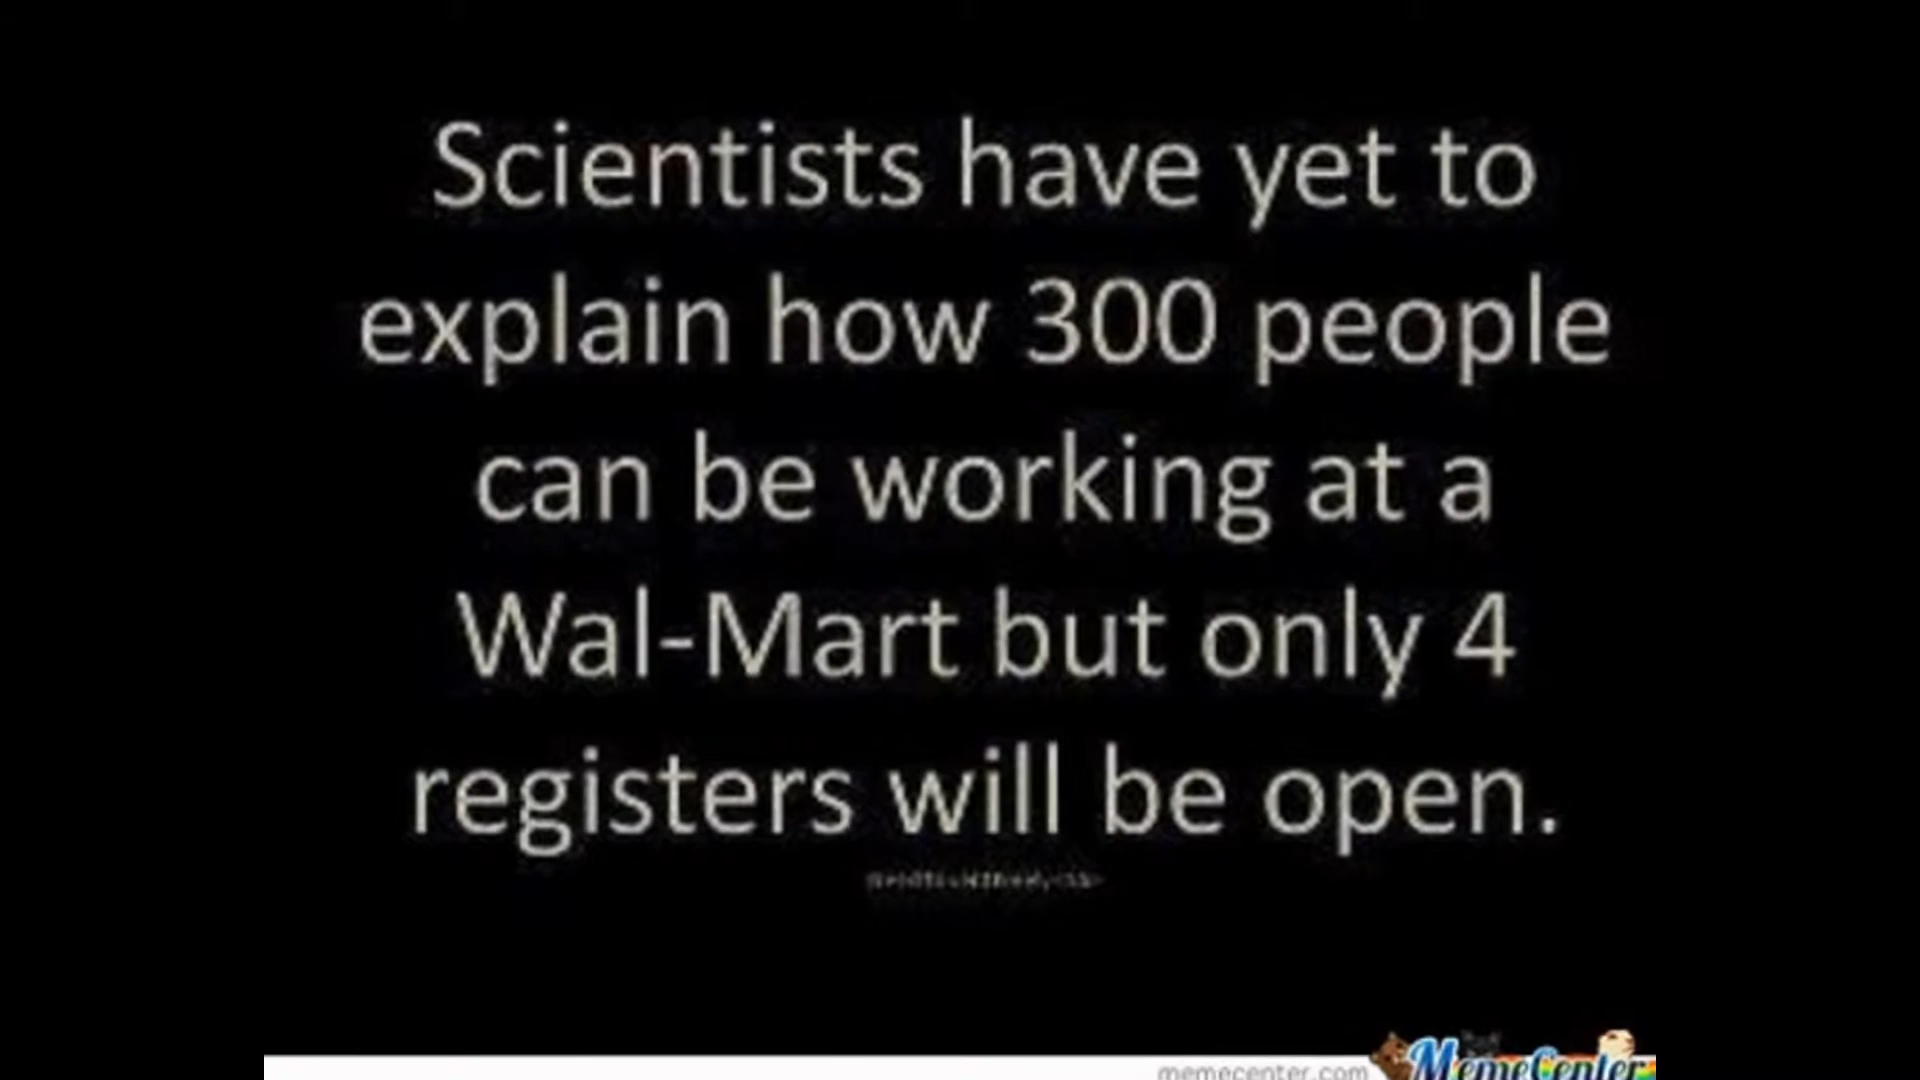 Scientists have yet to
explain how 300 people
can be working at a
Wal-Mart but only 4
registers will be open.
memecenter.com
MemeCenter